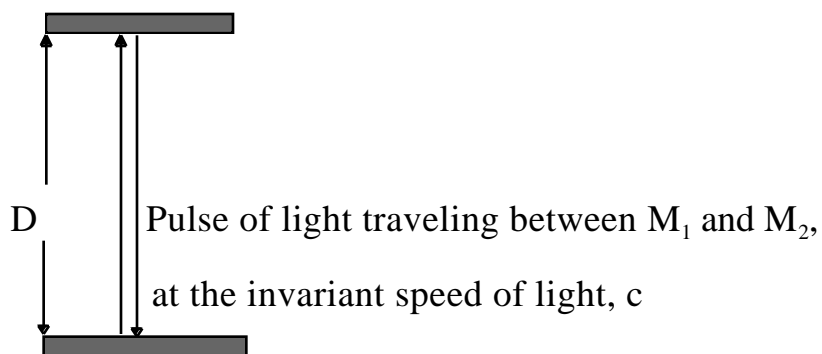 D
Pulse of light traveling between M₁ and M₂,
at the invariant speed of light, c